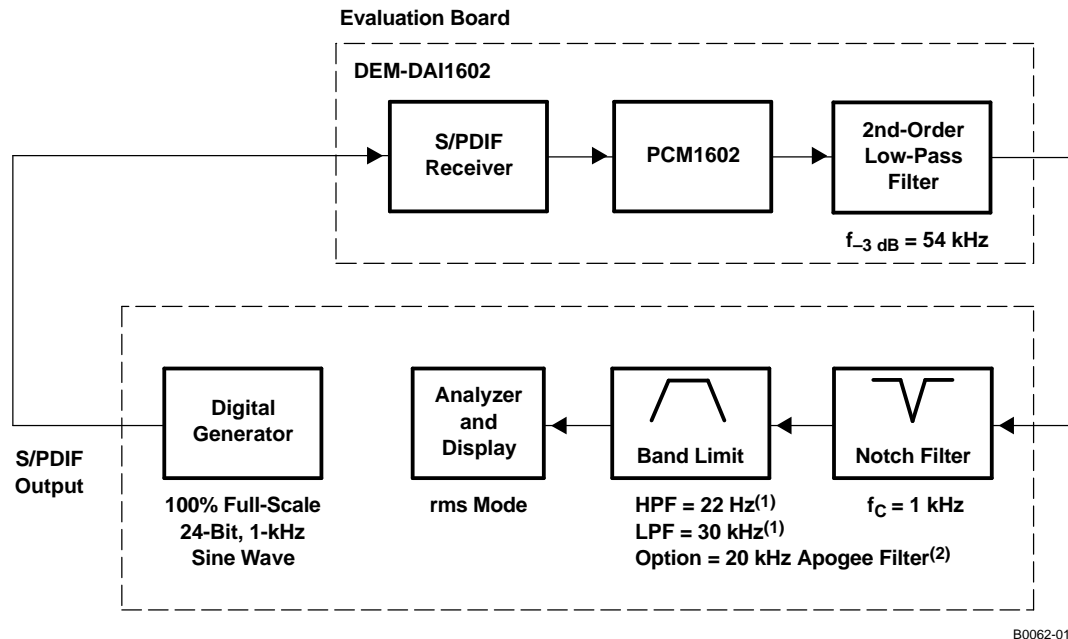 Evaluation Board
DEM-DAI1602
S/PDIF
Receiver
PCM1602
2nd-Order
Low-Pass
Filter
f–3 dB = 54 kHz
S/PDIF
Output
Digital
Generator
100% Full-Scale
24-Bit, 1-kHz
Sine Wave
Analyzer
and
Display
rms Mode
Band Limit
HPF = 22 Hz(1)
LPF = 30 kHz(1)
Option = 20 kHz Apogee Filter(2)
Notch Filter
fC = 1 kHz
B0062-01